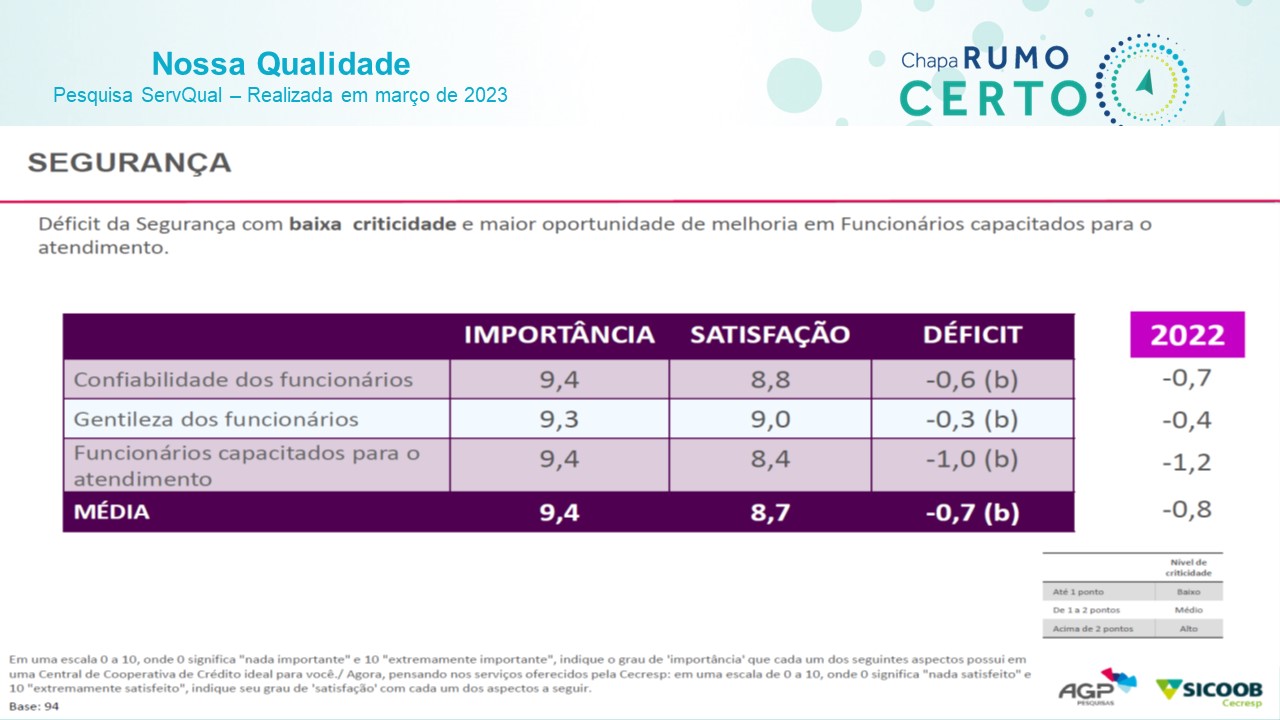 Nossa Qualidade
Pesquisa ServQual – Realizada em março de 2023
Chapa RUMO
CERTO
SEGURANÇA
Déficit da Segurança com baixa criticidade e maior oportunidade de melhoria em Funcionários capacitados para o
atendimento.
IMPORTÂNCIA SATISFAÇÃO DÉFICIT 2022
Confiabilidade dos funcionários 9,4 8,8 -0,6 (b) -0,7
Gentileza dos funcionários 9,3 9,0 -0,3 (b) -0,4
Funcionários capacitados para o
atendimento 9,4 8,4 -1,0 (b) -1,2
MÉDIA 9,4 8,7 -0,7 (b) -0,8
Nível de
criticidade
Até 1 ponto Baixo
De 1 a 2 pontos Médio
Acima de 2 pontos Alto
Em uma escala 0 a 10, onde 0 significa "nada importante" e 10 "extremamente importante", indique o grau de 'importância' que cada um dos seguintes aspectos possui em
uma Central de Cooperativa de Crédito ideal para você./ Agora, pensando nos serviços oferecidos pela Cecresp: em uma escala de 0 a 10, onde 0 significa "nada satisfeito" e
10 "extremamente satisfeito", indique seu grau de 'satisfação' com cada um dos aspectos a seguir.
Base: 94
AGP
PESQUISAS
SICOOB
Cecresp